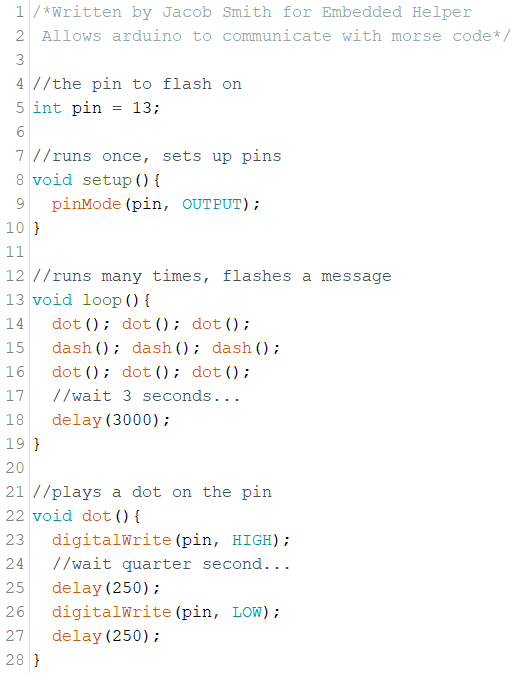 1 /*Written by Jacob Smith for Embedded Helper
2  Allows arduino to communicate with morse code*/
3
4 //the pin to flash on
5 int pin = 13;
6
7 //runs once, sets up pins
8 void setup(){
9   pinMode(pin, OUTPUT);
10 }
11
12 //runs many times, flashes a message
13 void loop(){
14   dot(); dot(); dot();
15   dash(); dash(); dash();
16   dot(); dot(); dot();
17   //wait 3 seconds...
18   delay(3000);
19 }
20
21 //plays a dot on the pin
22 void dot(){
23   digitalWrite(pin, HIGH);
24   //wait quarter second...
25   delay(250);
26   digitalWrite(pin, LOW);
27   delay(250);
28 }